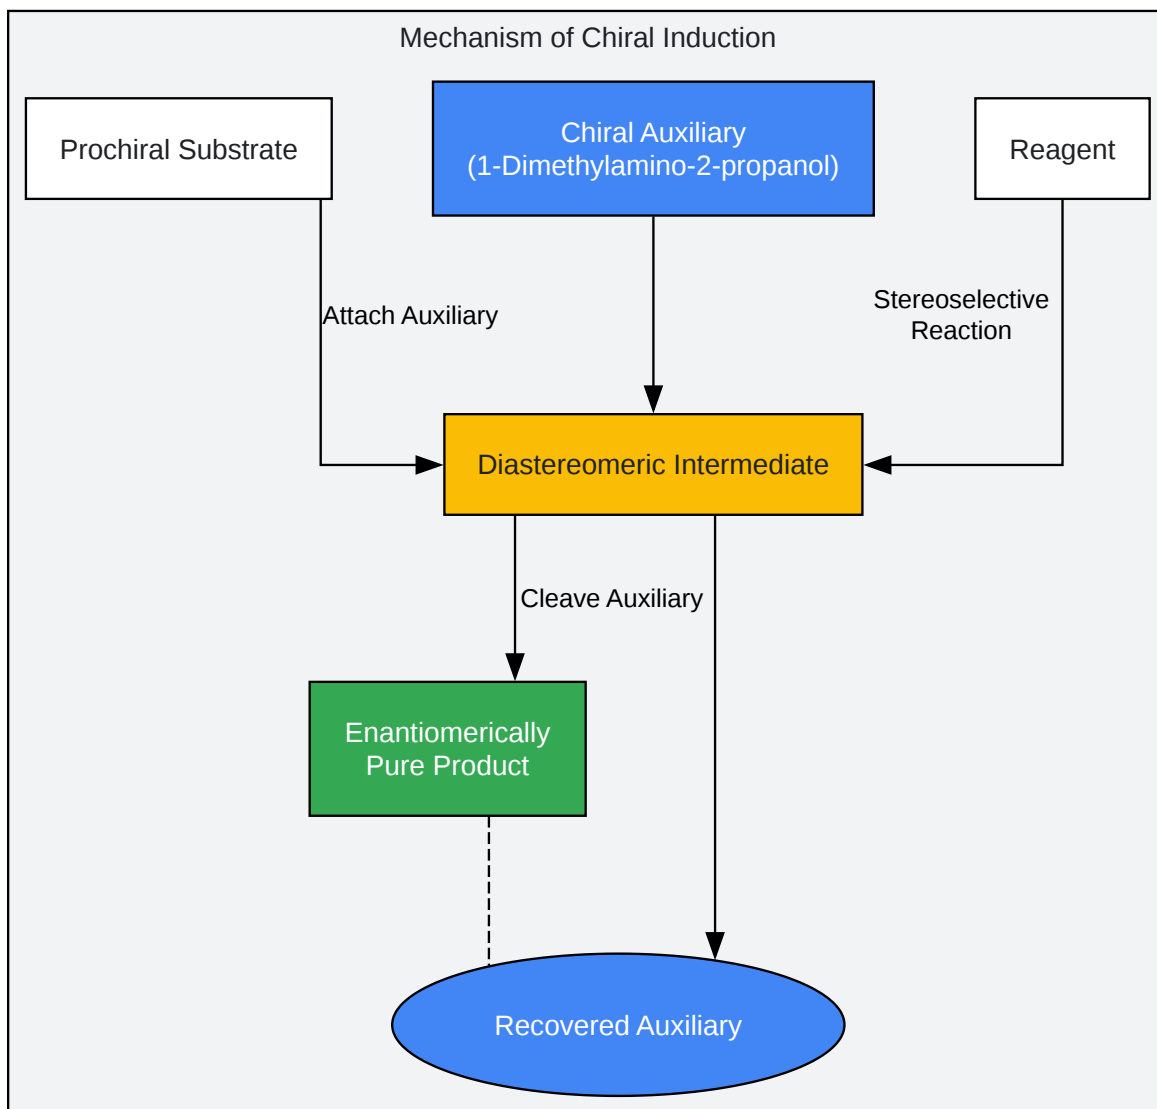 Mechanism of Chiral Induction
Prochiral Substrate
Chiral Auxiliary
(1-Dimethylamino-2-propanol)
Reagent
Attach Auxiliary
Stereoselective
Reaction
Diastereomeric Intermediate
Cleave Auxiliary
Enantiomerically
Pure Product
Recovered Auxiliary